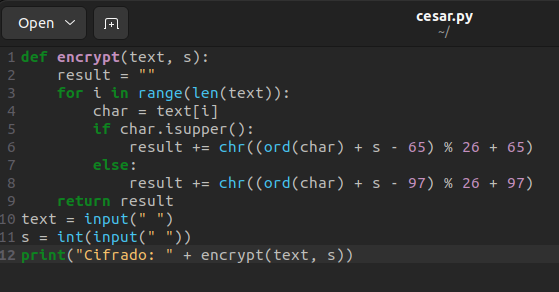 Open
cesar.py
~/
1 def encrypt(text, s):
2     result = ""
3     for i in range(len(text)):
4         char = text[i]
5         if char.isupper():
6             result += chr((ord(char) + s - 65) % 26 + 65)
7         else:
8             result += chr((ord(char) + s - 97) % 26 + 97)
9     return result
10 text = input(" ")
11 s = int(input(" "))
12 print("Cifrado: " + encrypt(text, s))